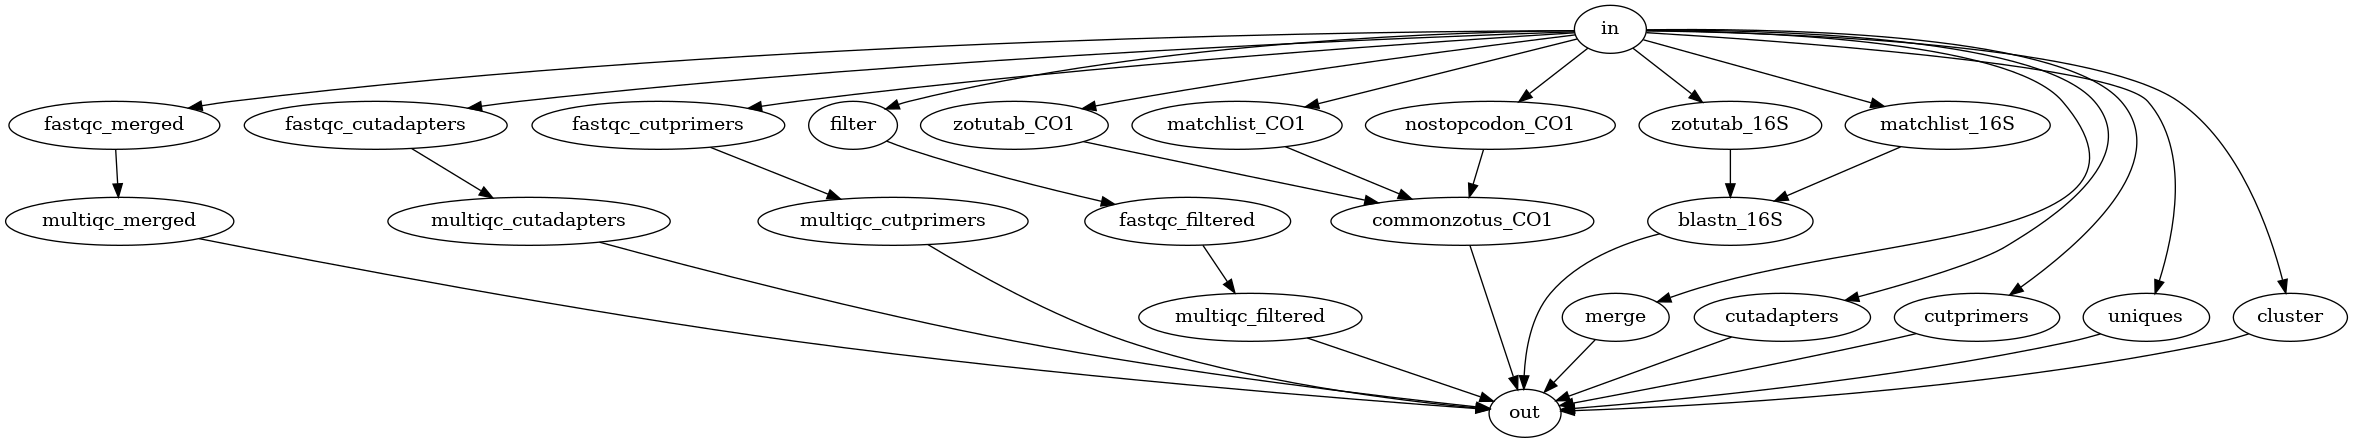 in
fastqc_merged
fastqc_cutadapters
fastqc_cutprimers
filter
zotutab_CO1
matchlist_CO1
nostopcodon_CO1
zotutab_16S
matchlist_16S
multiqc_merged
multiqc_cutadapters
multiqc_cutprimers
fastqc_filtered
commonzotus_CO1
blastn_16S
multiqc_filtered
merge
cutadapters
cutprimers
uniques
cluster
out